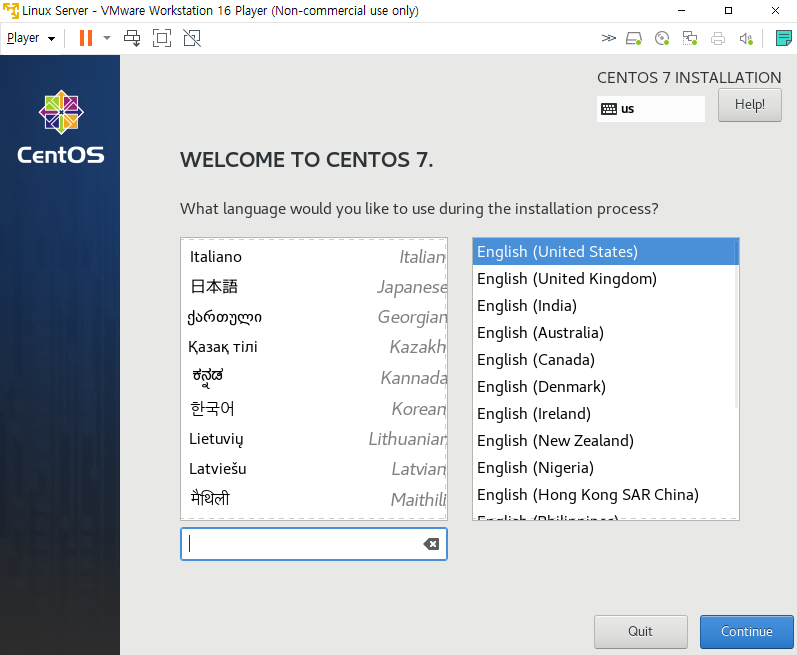 Linux Server - VMware Workstation 16 Player (Non-commercial use only)
Player
CentOS
CENTOS 7 INSTALLATION
us
Help!
WELCOME TO CENTOS 7.
What language would you like to use during the installation process?
Italiano Italian
日本語 Japanese
ქართული Georgian
Қазақ тілі Kazakh
ಕನ್ನಡ Kannada
한국어 Korean
Lietuvių Lithuanian
Latviešu Latvian
मैथिली Maithili
English (United States)
English (United Kingdom)
English (India)
English (Australia)
English (Canada)
English (Denmark)
English (Ireland)
English (New Zealand)
English (Nigeria)
English (Hong Kong SAR China)
English (Philippines)
Quit
Continue